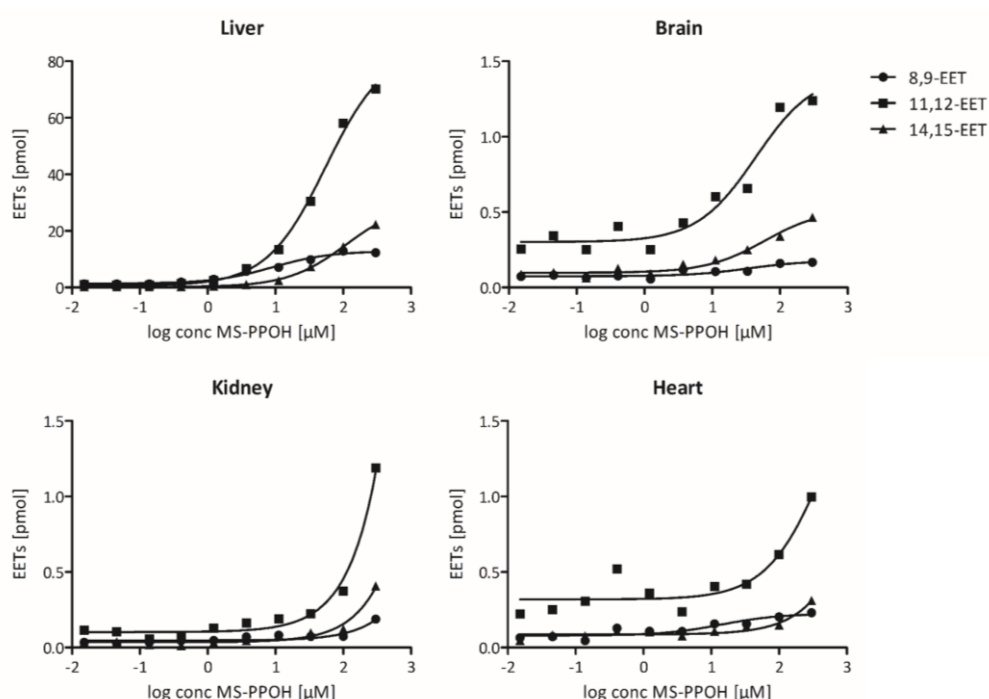 Liver
80
60
40
20
0
EETs [pmol]
-2 -1 0 1 2 3
log conc MS-PPOH [μM]
Brain
1.5
1.0
0.5
0.0
EETs [pmol]
-2 -1 0 1 2 3
log conc MS-PPOH [μM]
8,9-EET
11,12-EET
14,15-EET
Kidney
1.5
1.0
0.5
0.0
EETs [pmol]
-2 -1 0 1 2 3
log conc MS-PPOH [μM]
Heart
1.5
1.0
0.5
0.0
EETs [pmol]
-2 -1 0 1 2 3
log conc MS-PPOH [μM]